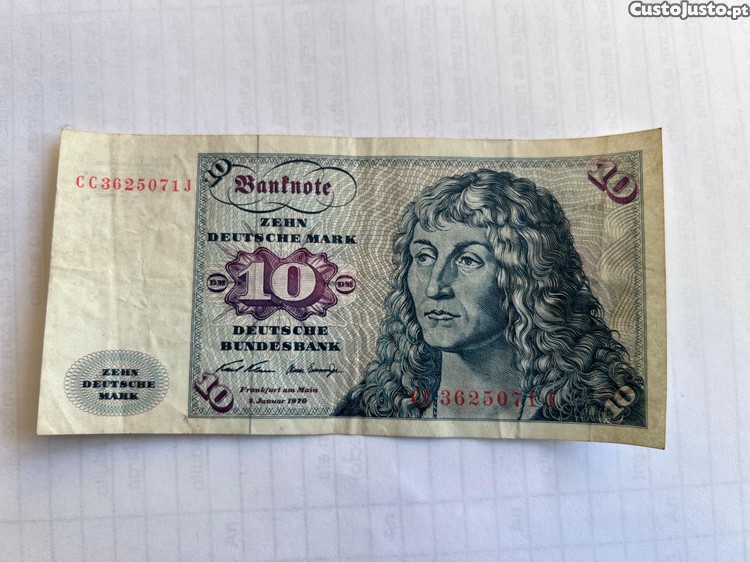 CustoJusto.pt
CC3625071J
10
10
Banknote
ZEHN
DEUTSCHE MARK
DM 10 DM
DEUTSCHE
BUNDESBANK
Frankfurt am Main
2. Januar 1970
10
ZEHN
DEUTSCHE
MARK
CC3625071J
10